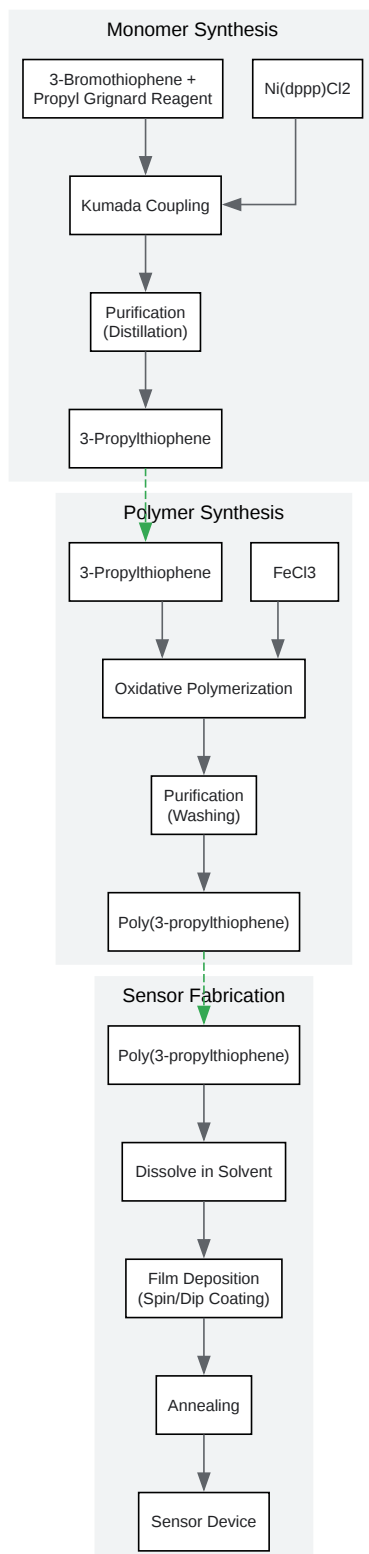 Monomer Synthesis
3-Bromothiophene +
Propyl Grignard Reagent
Ni(dppp)Cl2
Kumada Coupling
Purification
(Distillation)
3-Propylthiophene
Polymer Synthesis
3-Propylthiophene
FeCl3
Oxidative Polymerization
Purification
(Washing)
Poly(3-propylthiophene)
Sensor Fabrication
Poly(3-propylthiophene)
Dissolve in Solvent
Film Deposition
(Spin/Dip Coating)
Annealing
Sensor Device